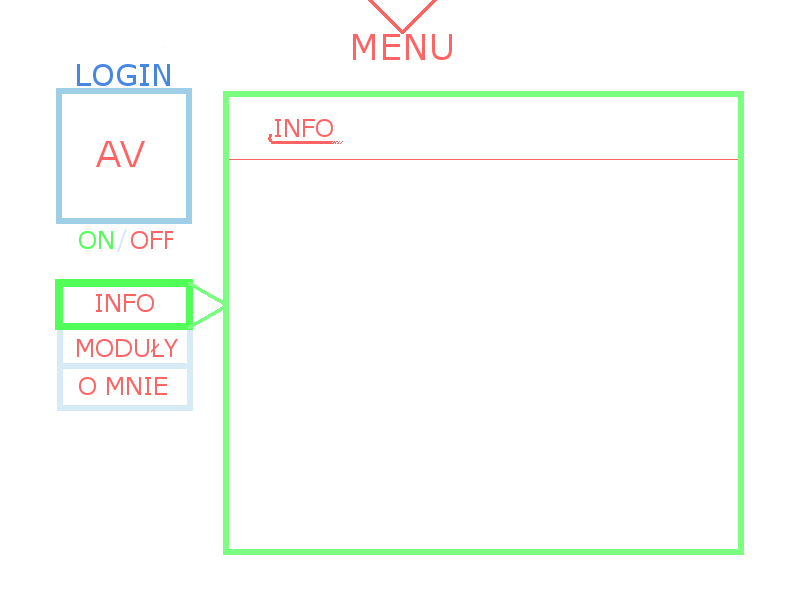 MENU
LOGIN
AV
ON/OFF
INFO
MODUŁY
O MNIE
INFO